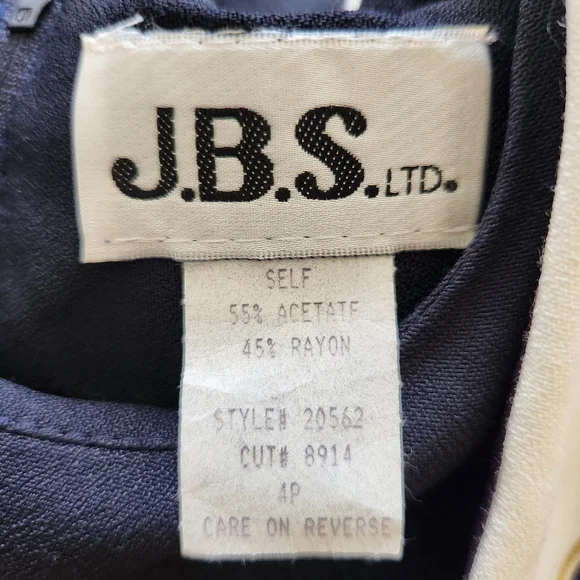 J.B.S. LTD.
SELF
55% ACETATE
45% RAYON
STYLE# 20562
CUT# 8914
4P
CARE ON REVERSE